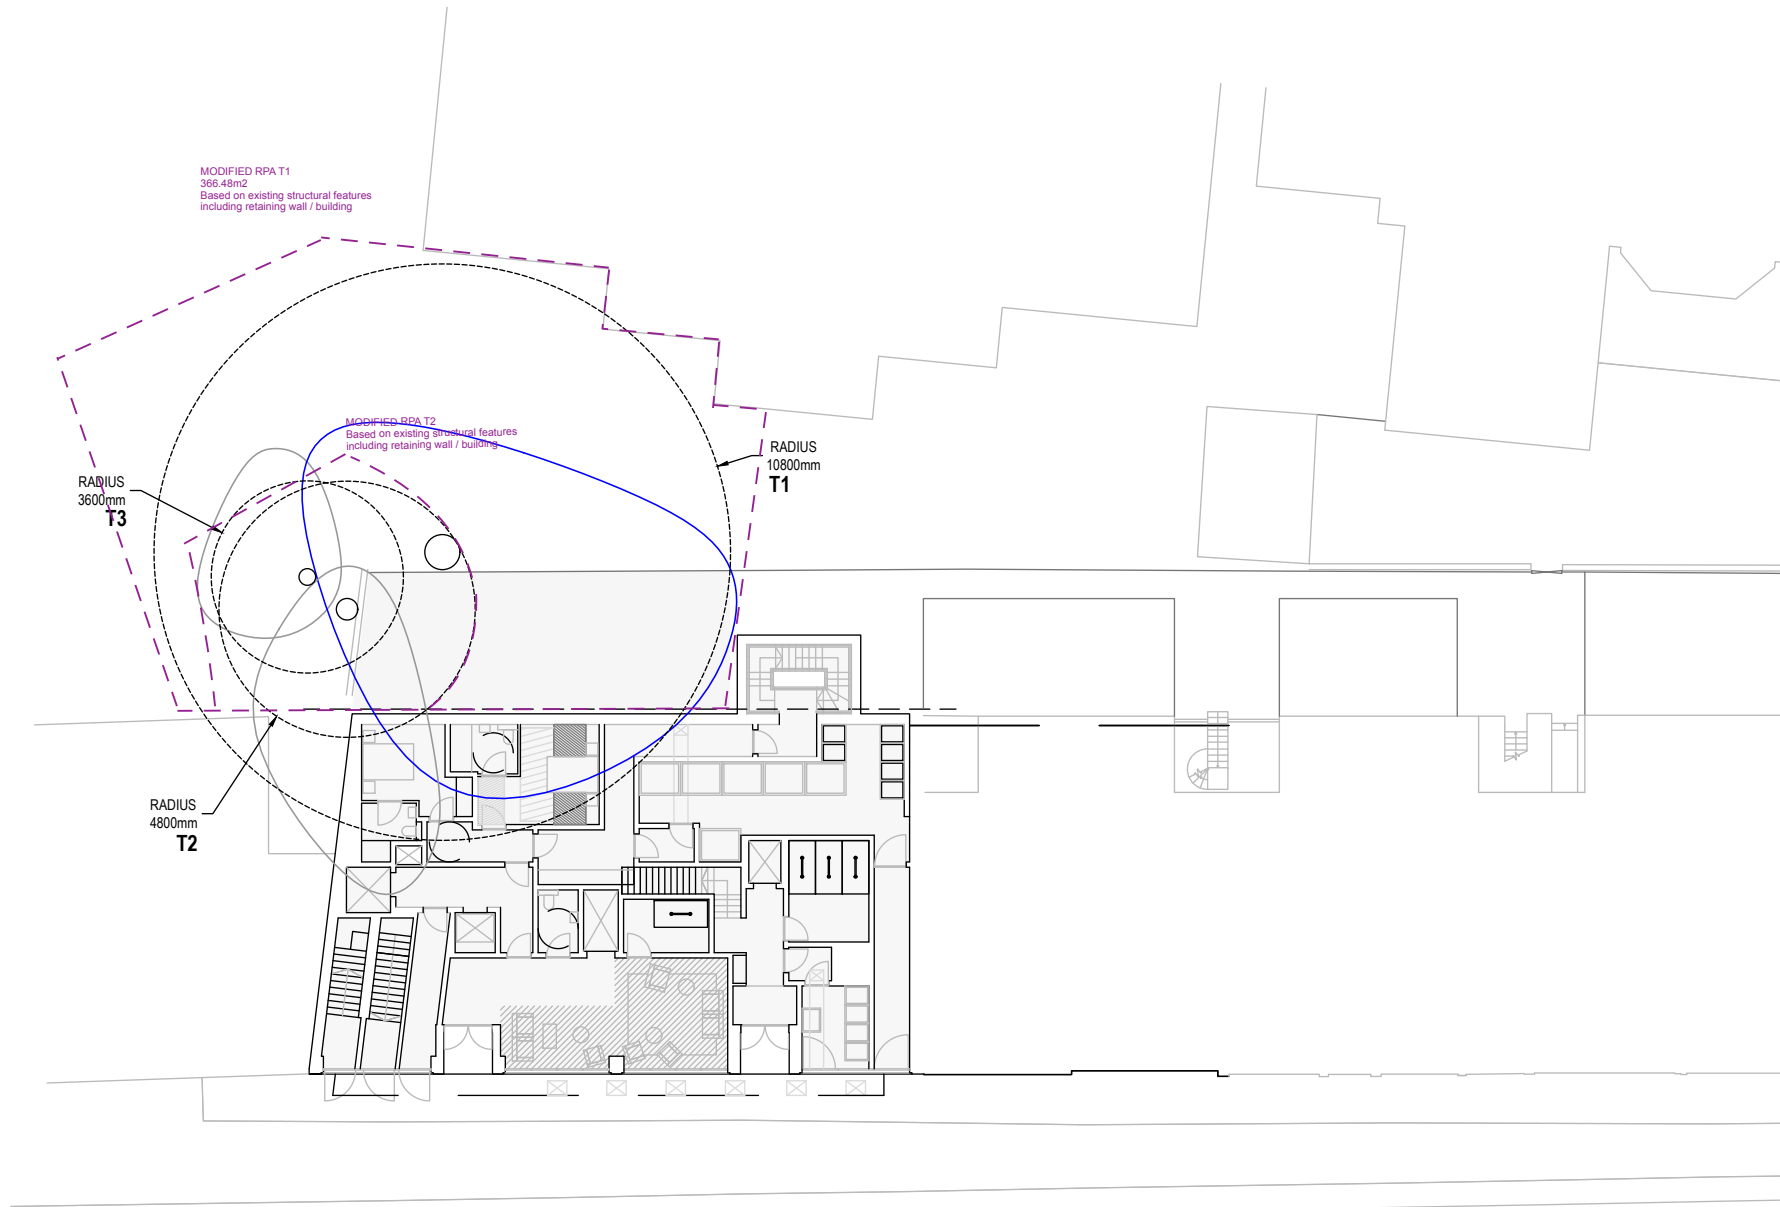 MODIFIED RPA T1
366.48m2
Based on existing structural features
including retaining wall / building
MODIFIED RPA T2
Based on existing structural features
including retaining wall / building
RADIUS
10800mm
T1
RADIUS
3600mm
T3
RADIUS
4800mm
T2